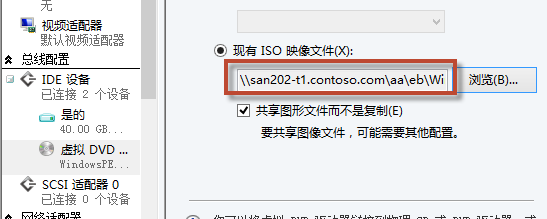 无
视频适配器
默认视频适配器
总线配置
IDE 设备
已连接 2 个设备
是的
40.00 GB...
虚拟 DVD ...
WindowsPE...
SCSI 适配器 0
已连接 0 个设备
网络适配器
现有 ISO 映像文件(X):
\\san202-t1.contoso.com\aa\eb\Wi
浏览(B)...
共享图形文件而不是复制(E)
要共享图像文件，可能需要其他配置。